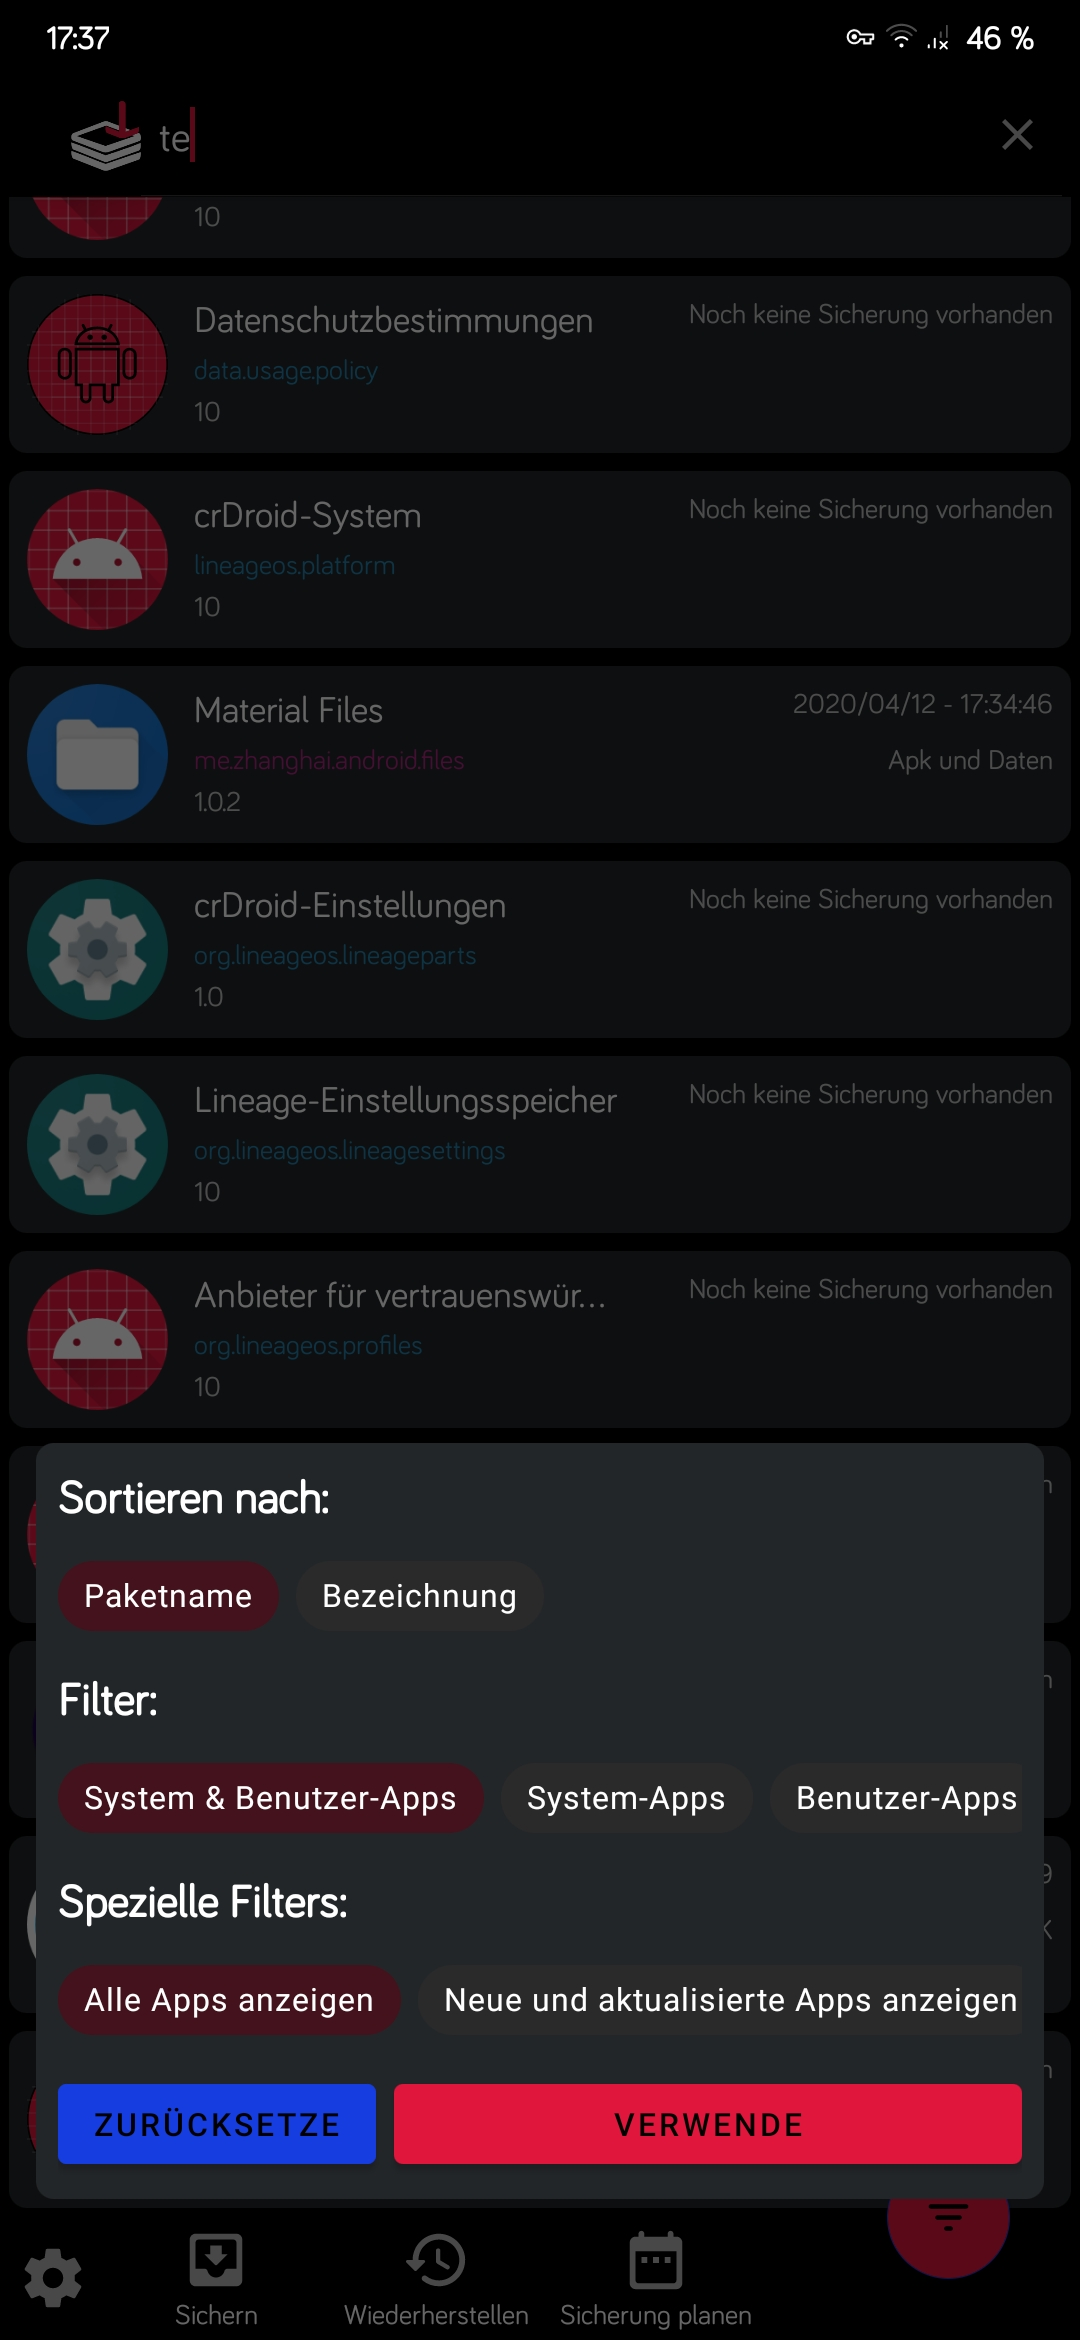 17:37
46 %
te
10
Datenschutzbestimmungen
Noch keine Sicherung vorhanden
data.usage.policy
10
crDroid-System
Noch keine Sicherung vorhanden
lineageos.platform
10
Material Files
2020/04/12 - 17:34:46
me.zhanghai.android.files
Apk und Daten
1.0.2
crDroid-Einstellungen
Noch keine Sicherung vorhanden
org.lineageos.lineageparts
1.0
Lineage-Einstellungsspeicher
Noch keine Sicherung vorhanden
org.lineageos.lineagesettings
10
Anbieter für vertrauenswür...
Noch keine Sicherung vorhanden
org.lineageos.profiles
10
Sortieren nach:
Paketname
Bezeichnung
Filter:
System & Benutzer-Apps
System-Apps
Benutzer-Apps
Spezielle Filters:
Alle Apps anzeigen
Neue und aktualisierte Apps anzeigen
ZURÜCKSETZE
VERWENDE
Sichern
Wiederherstellen
Sicherung planen